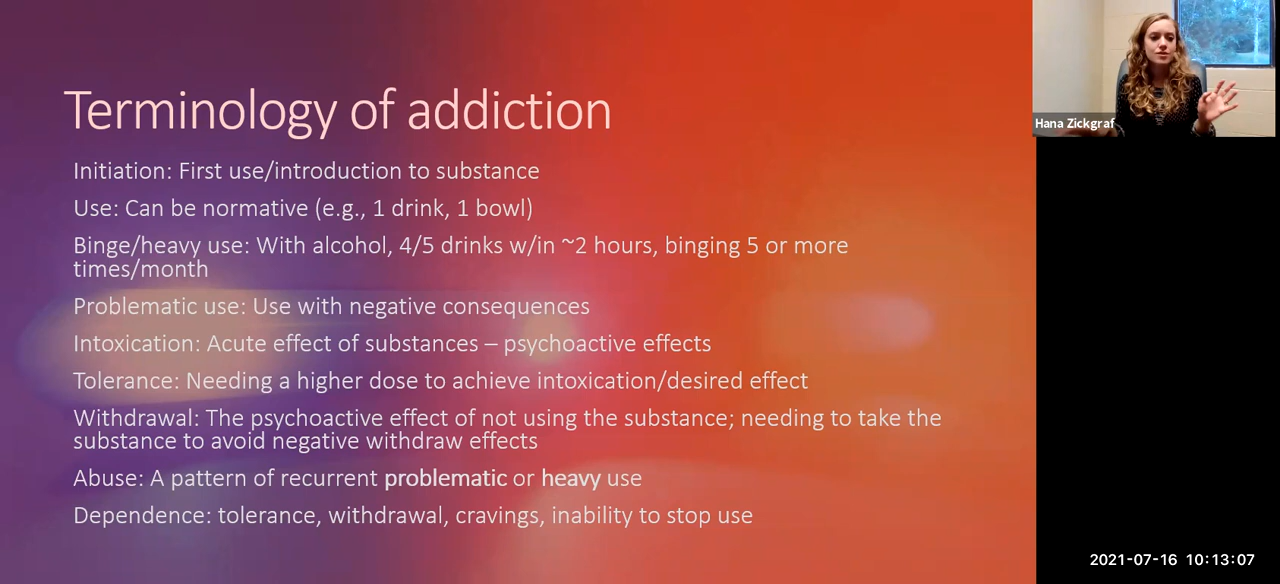 Terminology of addiction
Initiation: First use/introduction to substance
Use: Can be normative (e.g., 1 drink, 1 bowl)
Binge/heavy use: With alcohol, 4/5 drinks w/in ~2 hours, binging 5 or more
times/month
Problematic use: Use with negative consequences
Intoxication: Acute effect of substances – psychoactive effects
Tolerance: Needing a higher dose to achieve intoxication/desired effect
Withdrawal: The psychoactive effect of not using the substance; needing to take the
substance to avoid negative withdraw effects
Abuse: A pattern of recurrent problematic or heavy use
Dependence: tolerance, withdrawal, cravings, inability to stop use
Hana Zickgraf
2021-07-16 10:13:07